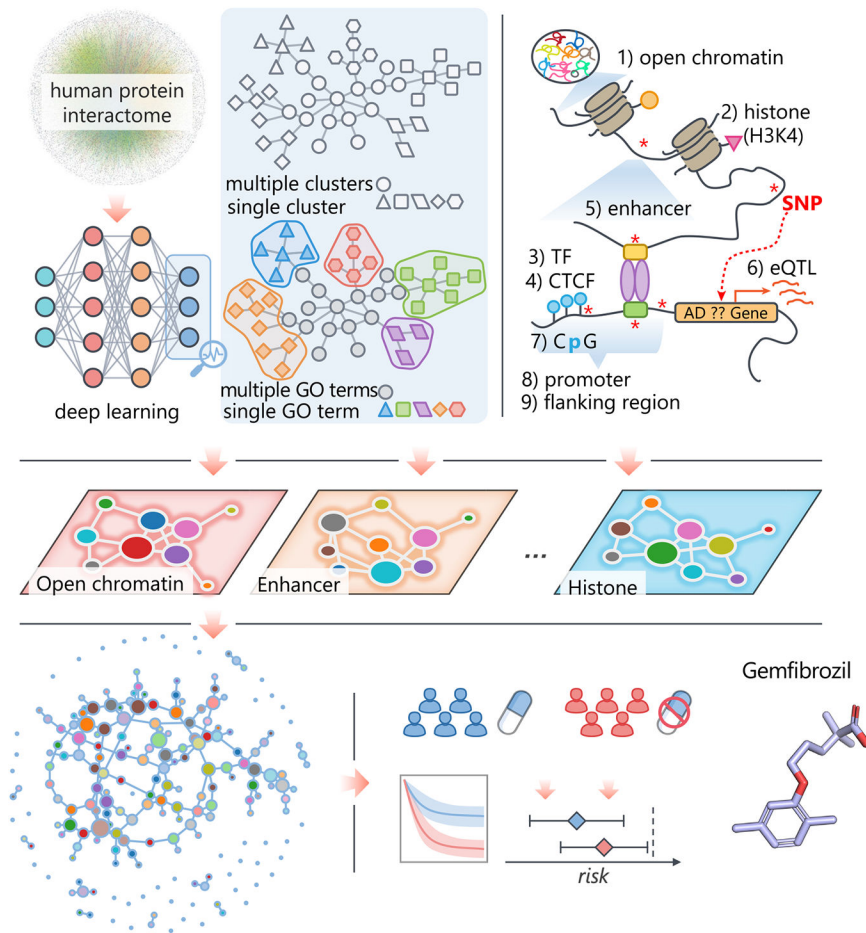 human protein
interactome
deep learning
multiple clusters
single cluster
multiple GO terms
single GO term
1) open chromatin
2) histone
(H3K4)
SNP
5) enhancer
3) TF
4) CTCF
6) eQTL
AD ?? Gene
7) CpG
8) promoter
9) flanking region
Open chromatin
Enhancer
...
Histone
Gemfibrozil
risk